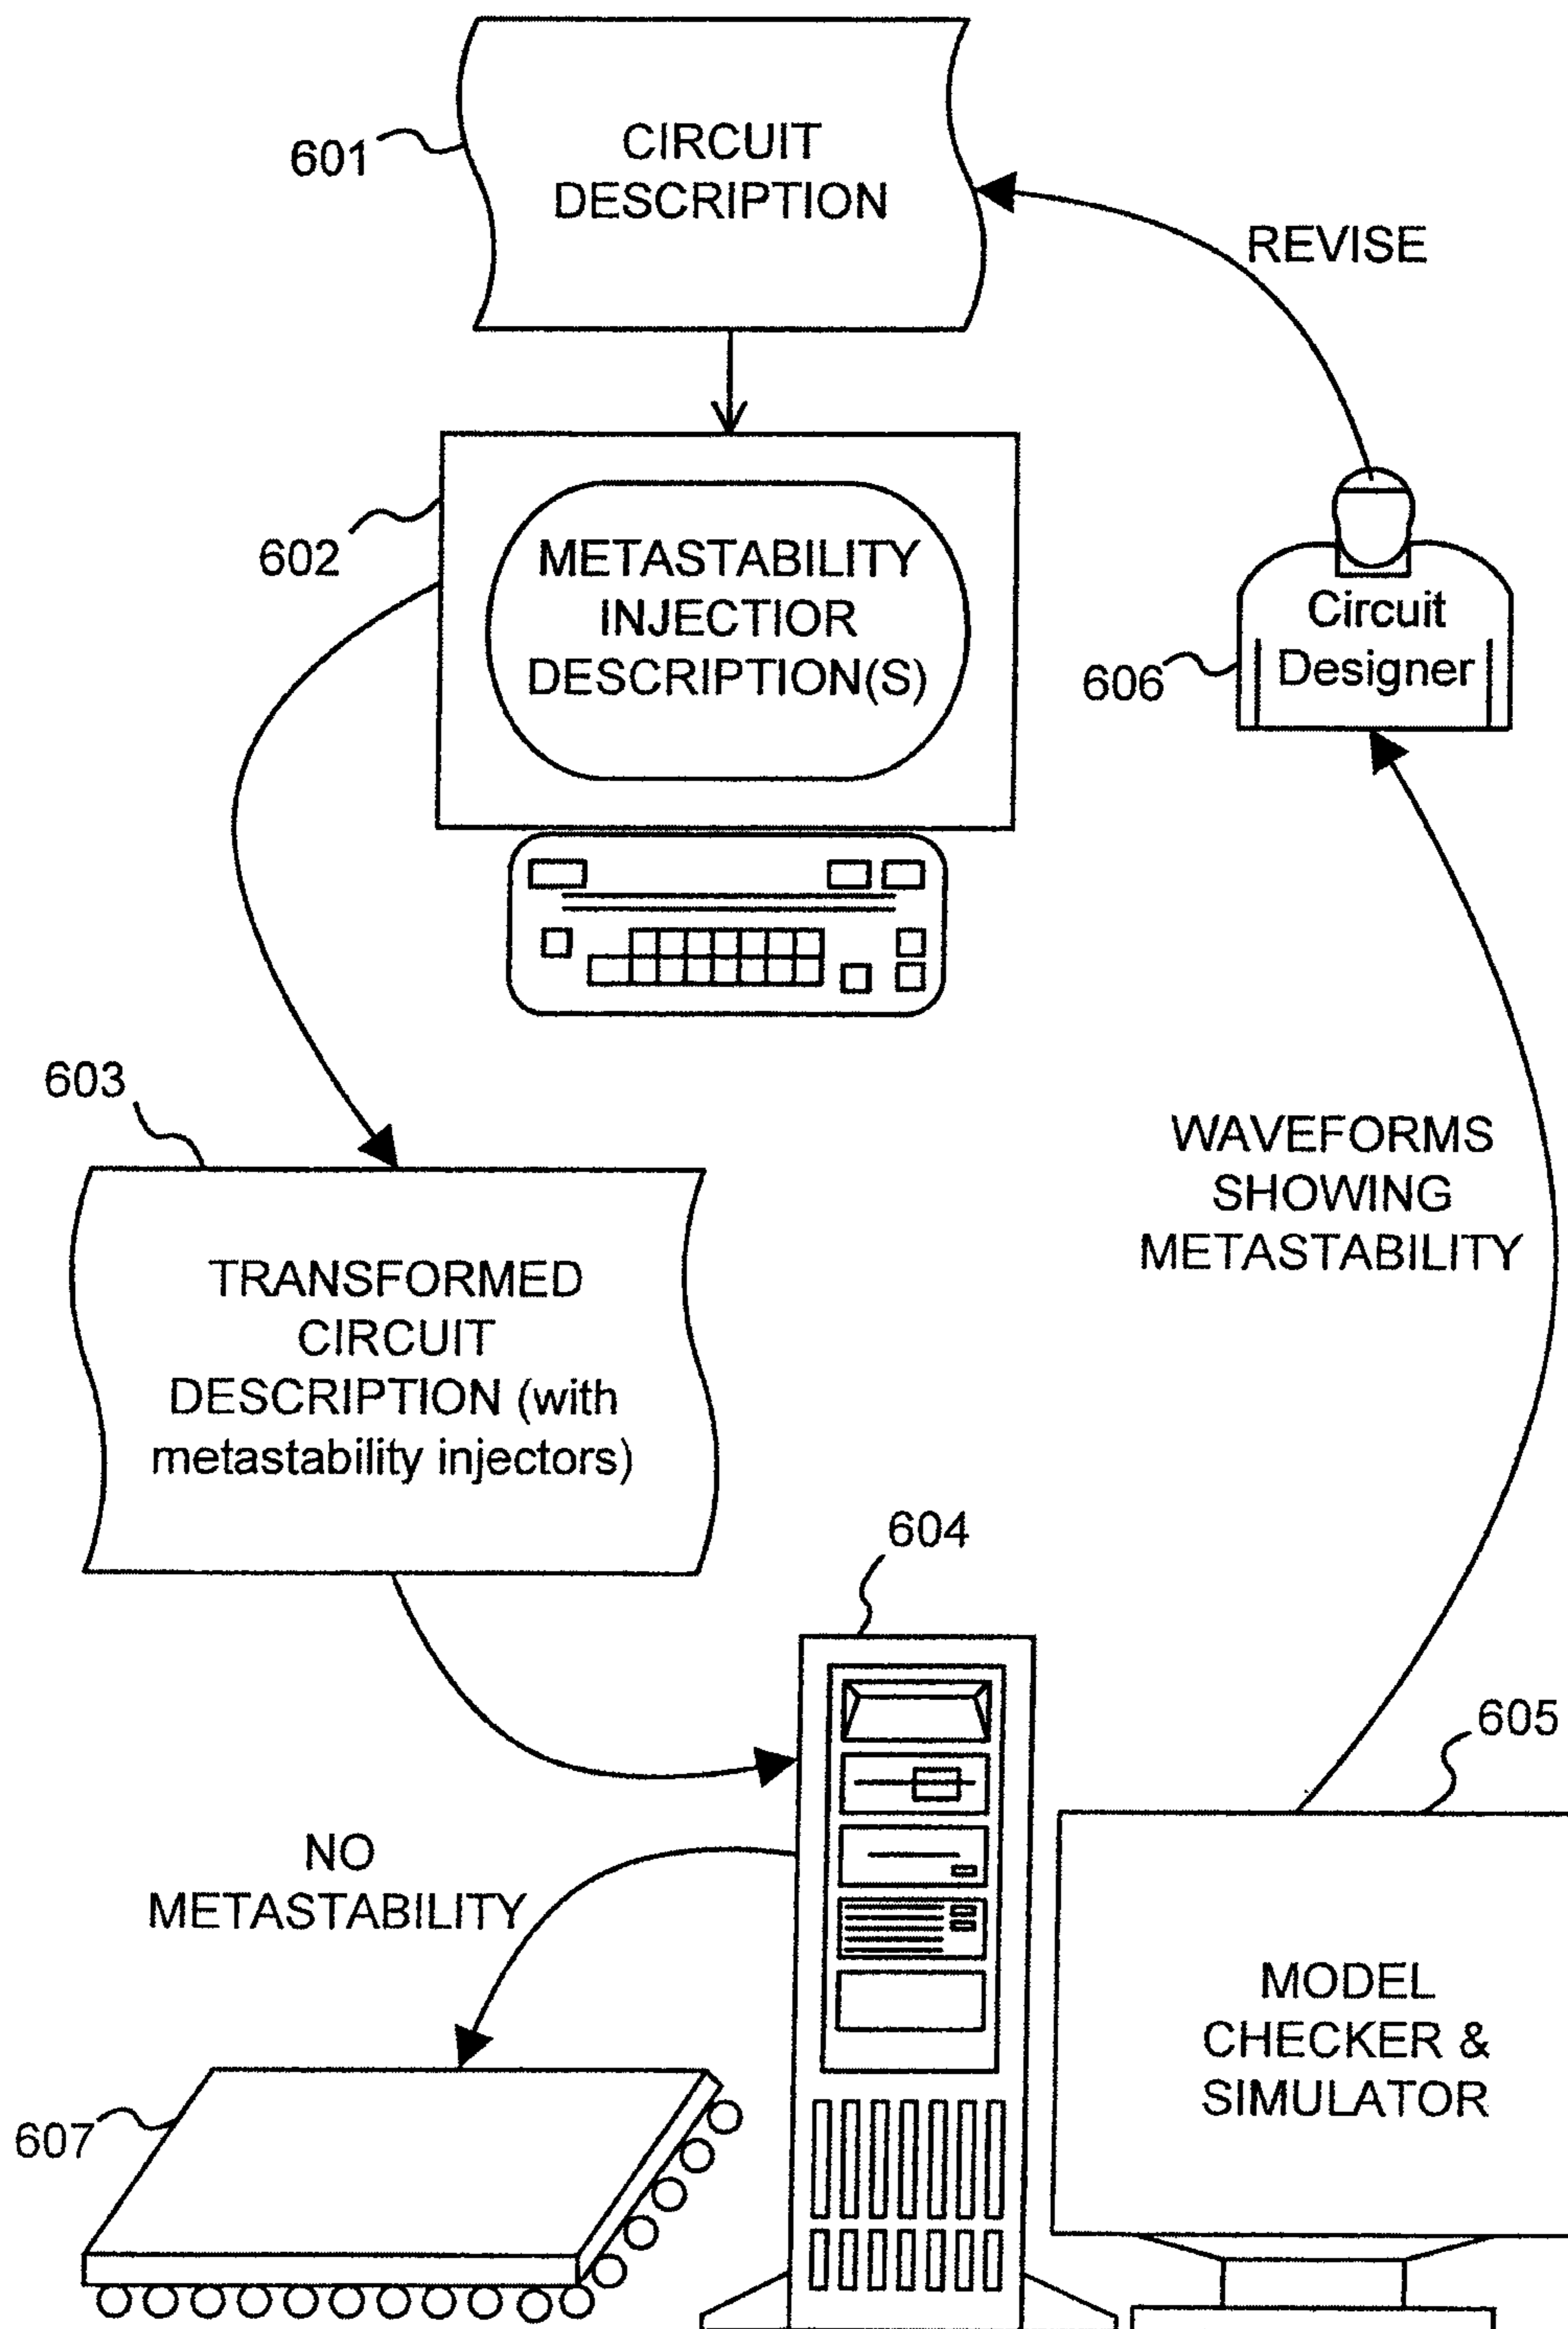 601
CIRCUIT
DESCRIPTION
REVISE
602
METASTABILITY
INJECTIOR
DESCRIPTION(S)
606
Circuit
Designer
603
TRANSFORMED
CIRCUIT
DESCRIPTION (with
metastability injectors)
WAVEFORMS
SHOWING
METASTABILITY
604
605
NO
METASTABILITY
MODEL
CHECKER &
SIMULATOR
607